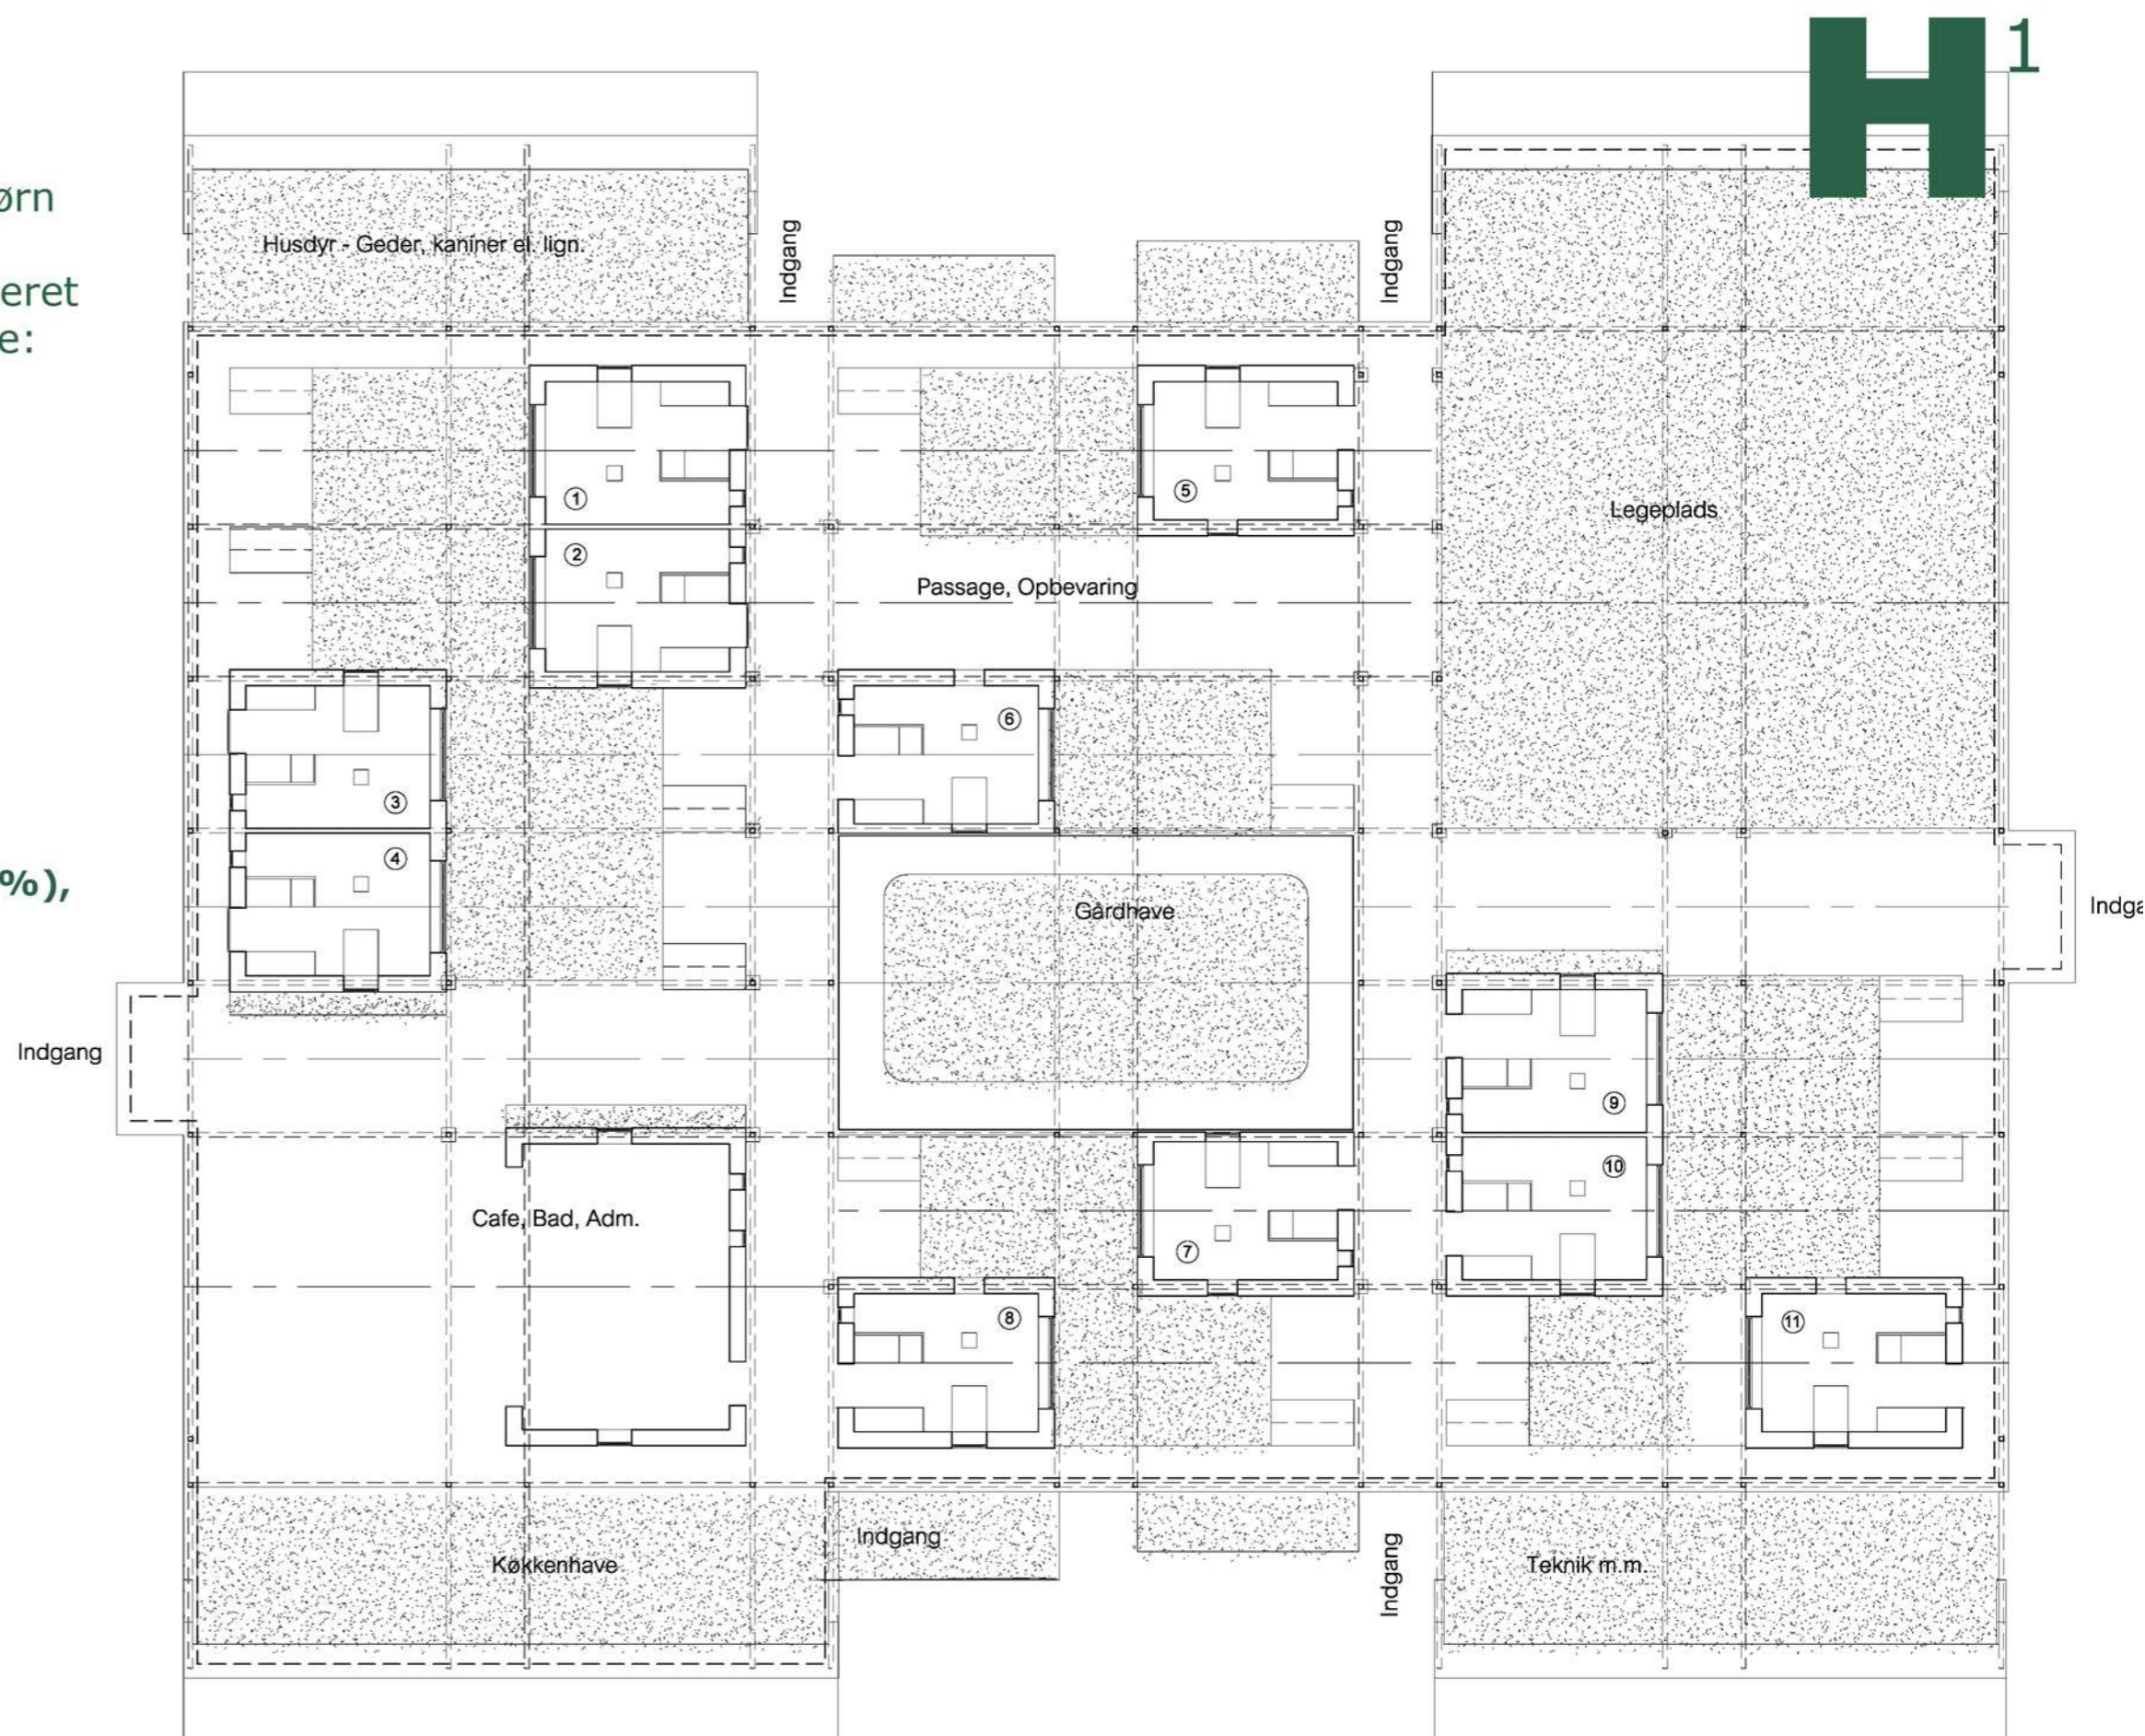 H
1
ørn
eret
e:
%),
Husdyr - Geder, kaniner el. lign.
Indgang
Indgang
①
②
③
④
⑤
Passage, Opbevaring
⑥
Legeplads
Gårdhave
Indga
Indgang
Cafe, Bad, Adm.
⑦
⑧
⑨
⑩
⑪
Køkkenhave
Indgang
Indgang
Teknik m.m.